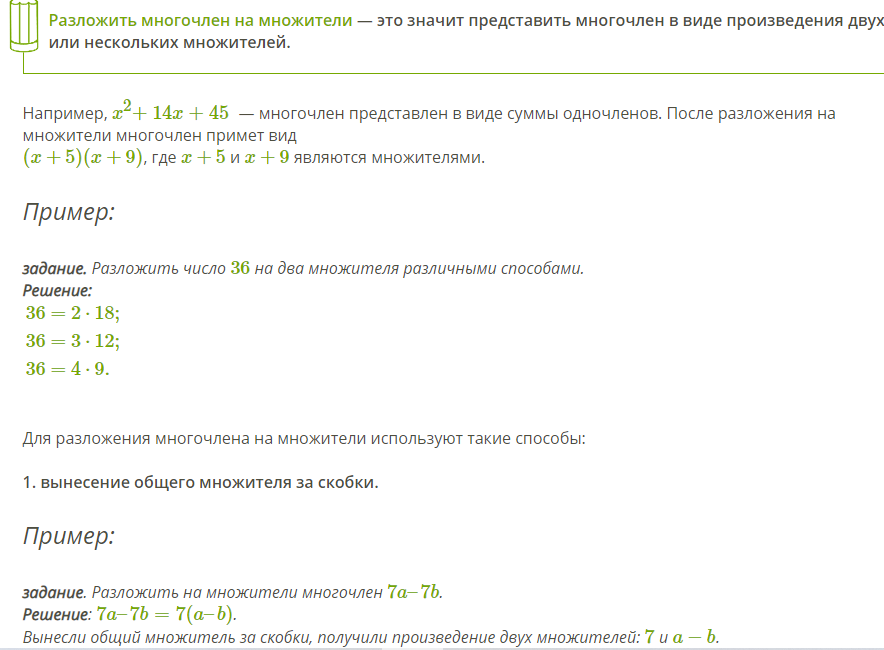 Разложить многочлен на множители — это значит представить многочлен в виде произведения двух
или нескольких множителей.
Например, x²+ 14x + 45 — многочлен представлен в виде суммы одночленов. После разложения на
множители многочлен примет вид
(x + 5)(x + 9), где x + 5 и x + 9 являются множителями.
Пример:
задание. Разложить число 36 на два множителя различными способами.
Решение:
36 = 2 · 18;
36 = 3 · 12;
36 = 4 · 9.
Для разложения многочлена на множители используют такие способы:
1. вынесение общего множителя за скобки.
Пример:
задание. Разложить на множители многочлен 7a–7b.
Решение: 7a–7b = 7(a–b).
Вынесли общий множитель за скобки, получили произведение двух множителей: 7 и a − b.